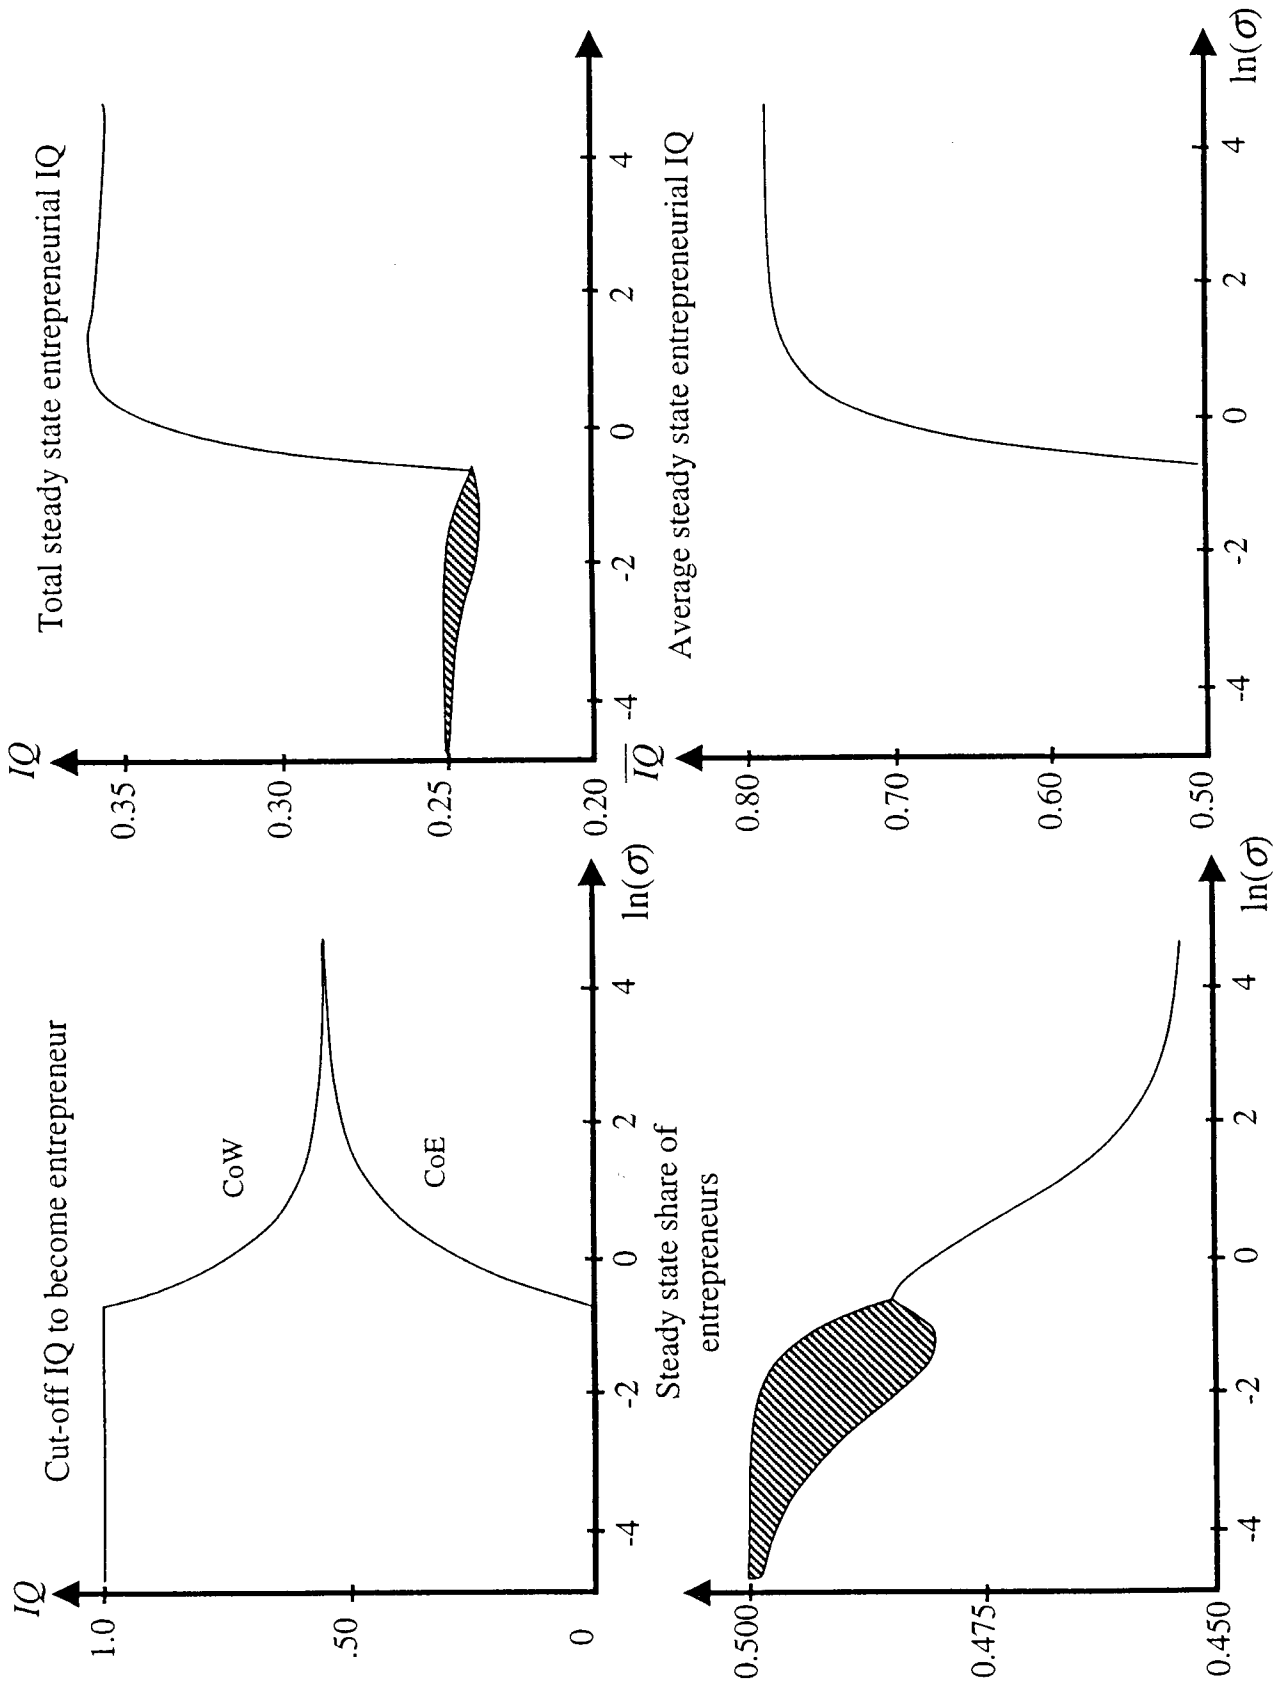 Cut-off IQ to become entrepreneur
IQ
1.0
.50
0
CoW
CoE
-4
-2
0
2
4
ln(σ)
Total steady state entrepreneurial IQ
IQ
0.35
0.30
0.25
0.20
-4
-2
0
2
4
Steady state share of
entrepreneurs
0.500
0.475
0.450
-4
-2
0
2
4
ln(σ)
Average steady state entrepreneurial IQ
I̅Q̅
0.80
0.70
0.60
0.50
-4
-2
0
2
4
ln(σ)